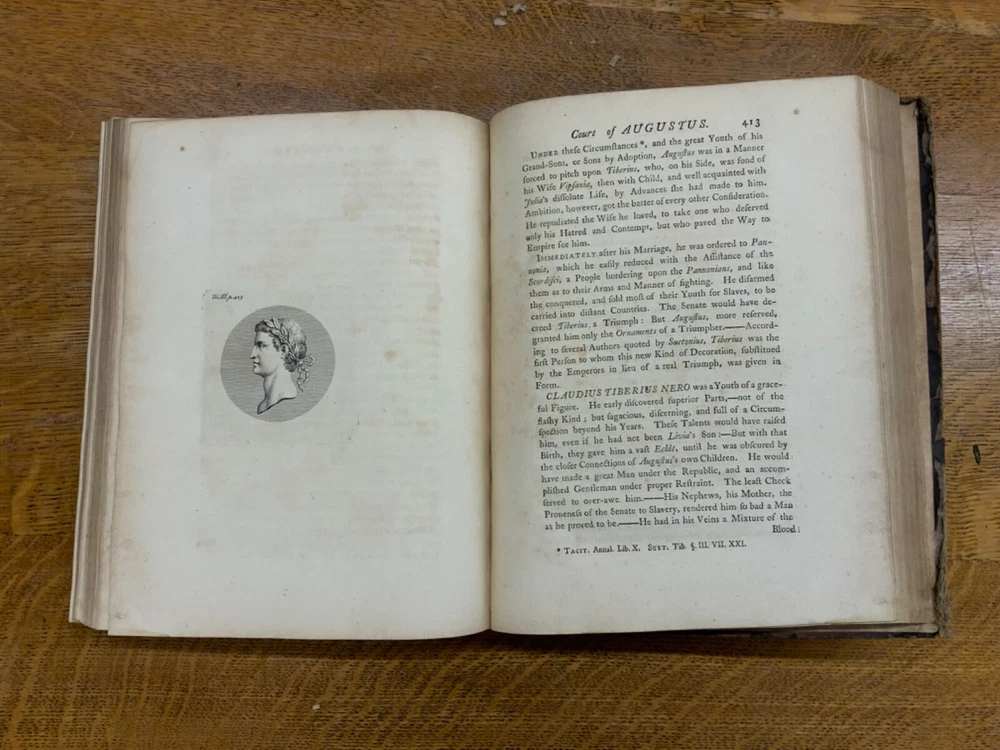 Court of AUGUSTUS. 413
UNDER theſe Circumſtances*, and the great Youth of his
Grand-Sons, or Sons by Adoption, Auguſtus was in a Manner
forced to pitch upon Tiberius, who, on his Side, was fond of
his Wife Vipſania, then with Child, and well acquainted with
Julia's diſſolute Life, by Advances ſhe had made to him.
Ambition, however, got the better of every other Conſideration.
He repudiated the Wife he loved, to take one who deſerved
only his Hatred and Contempt, but who paved the Way to
Empire for him.
IMMEDIATELY after his Marriage, he was ordered to Pan-
nonia, which he eaſily reduced with the Aſſiſtance of the
Scordiſci, a People bordering upon the Pannonians, and like
them as to their Arms and Manner of fighting. He diſarmed
the conquered, and ſold moſt of their Youth for Slaves, to be
carried into diſtant Countries. The Senate would have de-
creed Tiberius a Triumph: But Auguſtus, more reſerved,
granted him only the Ornaments of a Triumpher.——Accord-
ing to ſeveral Authors quoted by Suetonius, Tiberius was the
firſt Perſon to whom this new Kind of Decoration, ſubſtitued
by the Emperors in lieu of a real Triumph, was given in
Form.
CLAUDIUS TIBERIUS NERO was a Youth of a grace-
ful Figure. He early diſcovered ſuperior Parts,—not of the
flaſhy Kind; but ſagacious, diſcerning, and full of a Circum-
ſpection beyond his Years. Theſe Talents would have raiſed
him, even if he had not been Livia's Son:—But with that
Birth, they gave him a vaſt Eclât, until he was obſcured by
the cloſer Connections of Auguſtus's own Children. He would
have made a great Man under the Republic, and an accom-
pliſhed Gentleman under proper Reſtraint. The leaſt Check
ſerved to over-awe him.——His Nephews, his Mother, the
Proneneſs of the Senate to Slavery, rendered him ſo bad a Man
as he proved to be.——He had in his Veins a Mixture of the
Blood
* TACIT. Annal. Lib. X. SUET. Tib. §. III. VII. XXI.